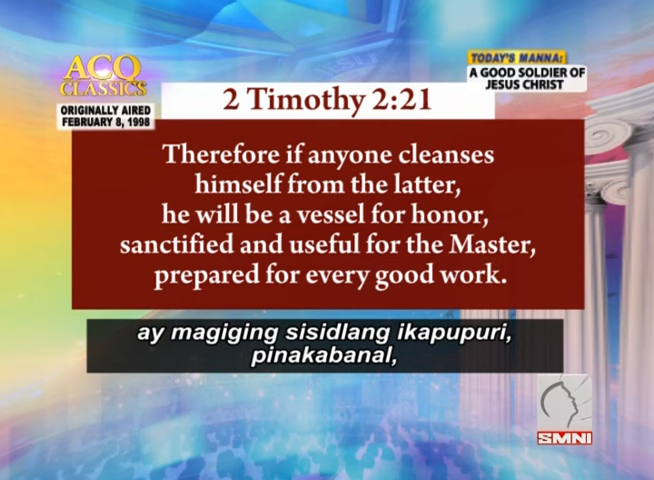 ACQ
CLASSICS
ORIGINALLY AIRED
FEBRUARY 8, 1998
TODAY'S MANNA:
A GOOD SOLDIER OF
JESUS CHRIST
2 Timothy 2:21
Therefore if anyone cleanses
himself from the latter,
he will be a vessel for honor,
sanctified and useful for the Master,
prepared for every good work.
ay magiging sisidlang ikapupuri,
pinakabanal,
SMNI